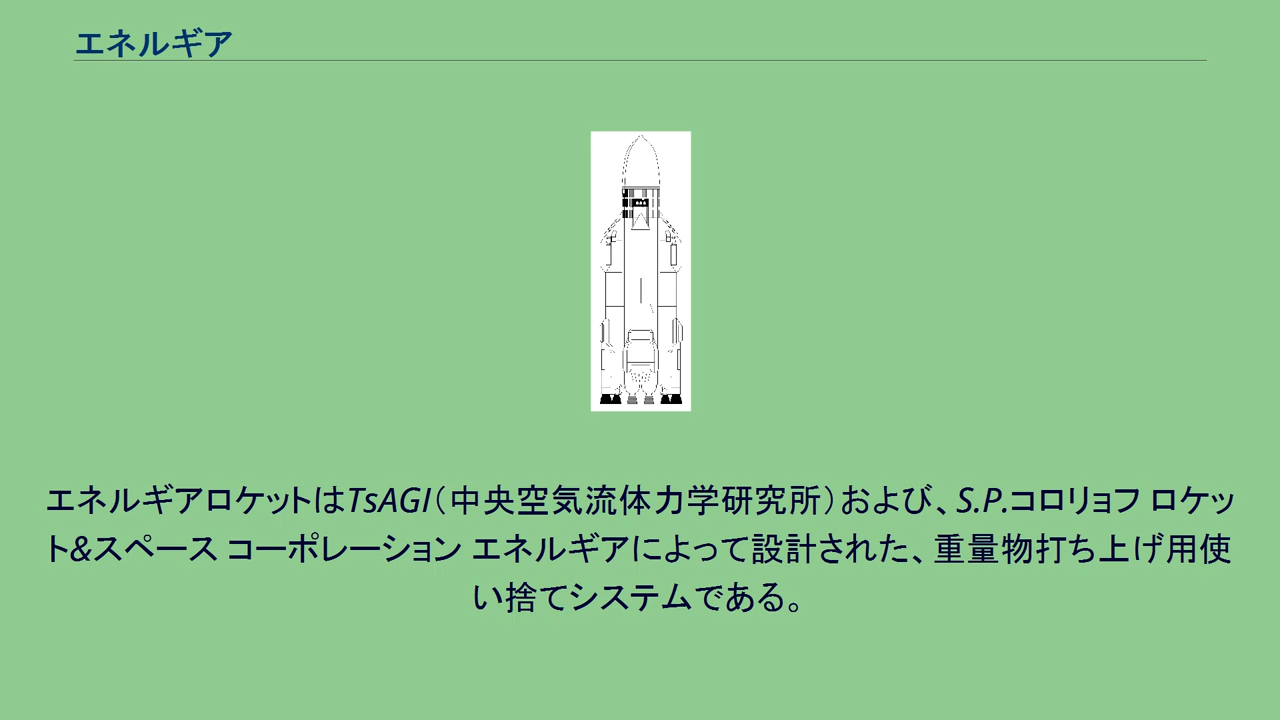 エネルギア
エネルギアロケットはTsAGI（中央空気流体力学研究所）および、S.P.コロリョフ ロケッ
ト&スペース コーポレーション エネルギアによって設計された、重量物打ち上げ用使
い捨てシステムである。